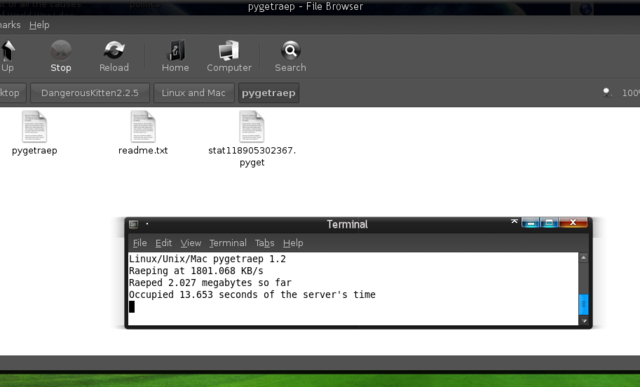 pygetraep - File Browser
marks Help
Up Stop Reload Home Computer Search
ktop DangerousKitten2.2.5 Linux and Mac pygetraep 100%
pygetraep readme.txt stat118905302367.
pyget
Terminal
File Edit View Terminal Tabs Help
Linux/Unix/Mac pygetraep 1.2
Raeping at 1801.068 KB/s
Raeped 2.027 megabytes so far
Occupied 13.653 seconds of the server's time